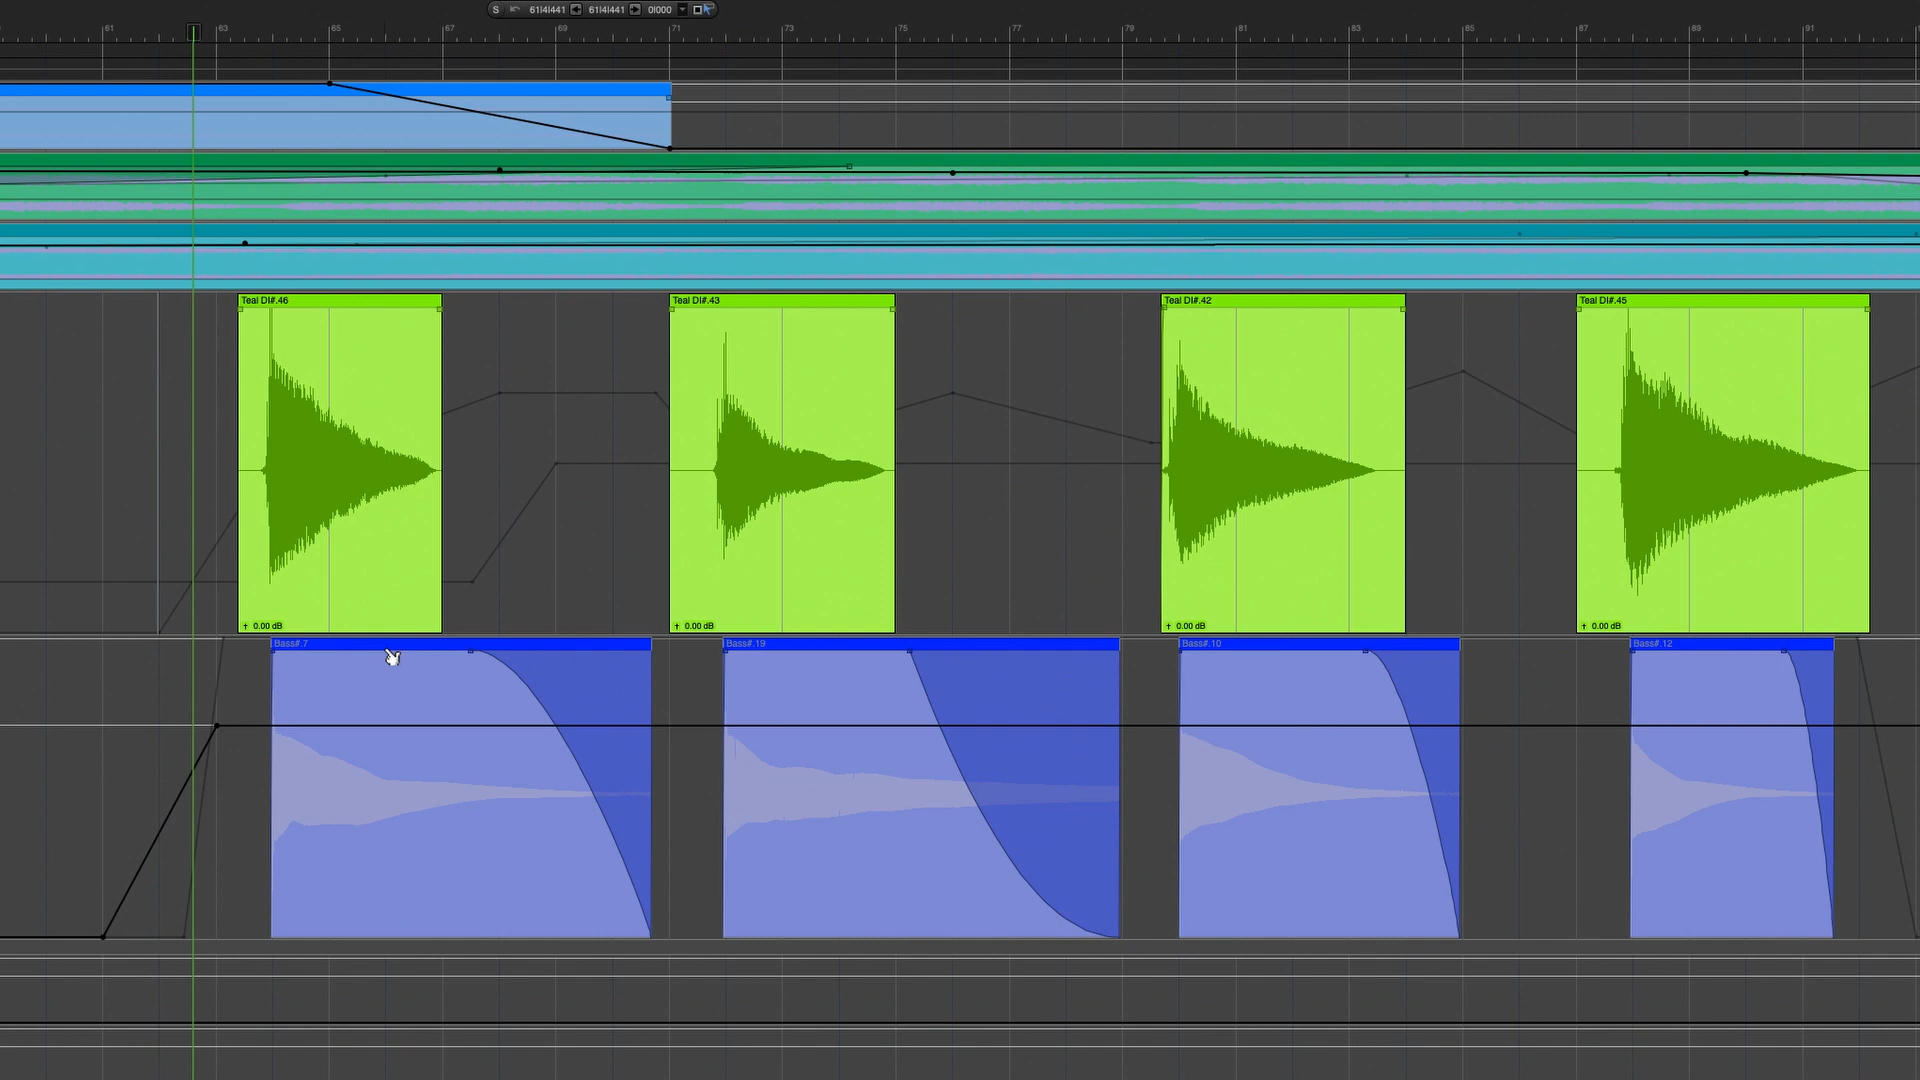 S 61|4|441 61|4|441 0|000
61 63 65 67 69 71 73 75 77 79 81 83 85 87 89 91
Teal DI#.46 Teal DI#.43 Teal DI#.42 Teal DI#.45
0.00 dB 0.00 dB 0.00 dB 0.00 dB
Bass#.7 Bass#.19 Bass#.10 Bass#.12